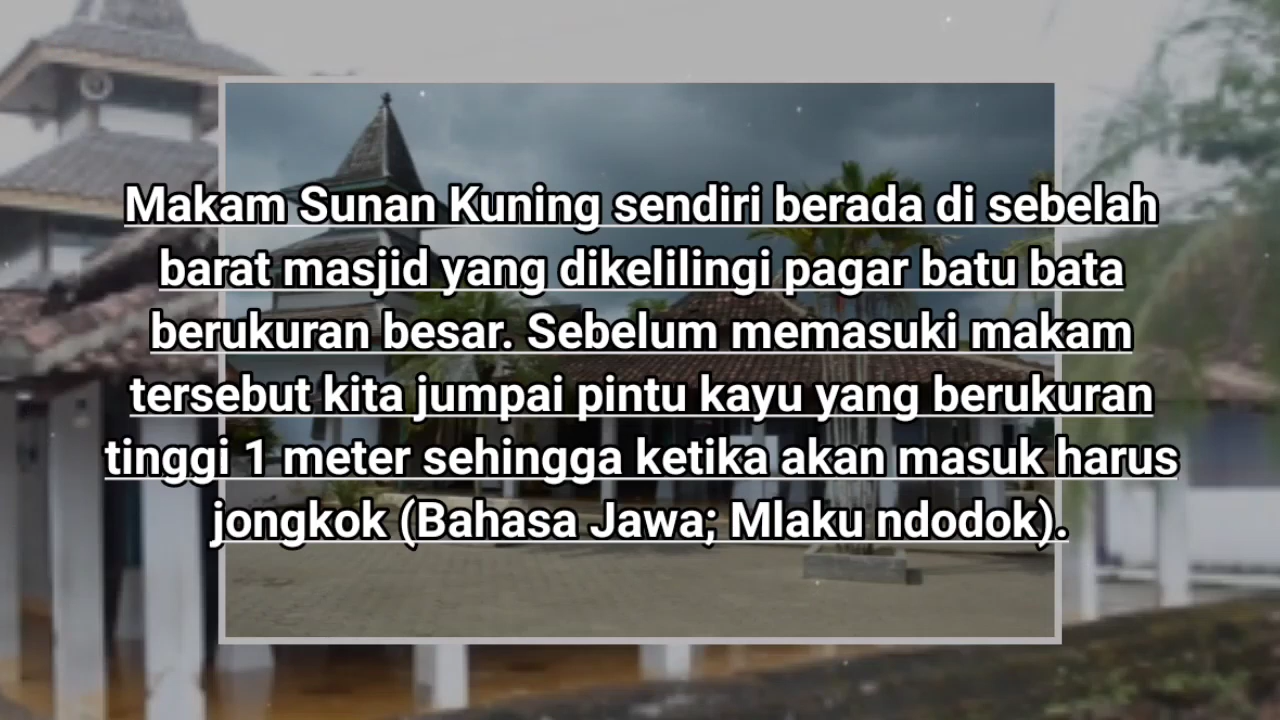 Makam Sunan Kuning sendiri berada di sebelah
barat masjid yang dikelilingi pagar batu bata
berukuran besar. Sebelum memasuki makam
tersebut kita jumpai pintu kayu yang berukuran
tinggi 1 meter sehingga ketika akan masuk harus
jongkok (Bahasa Jawa; Mlaku ndodok).